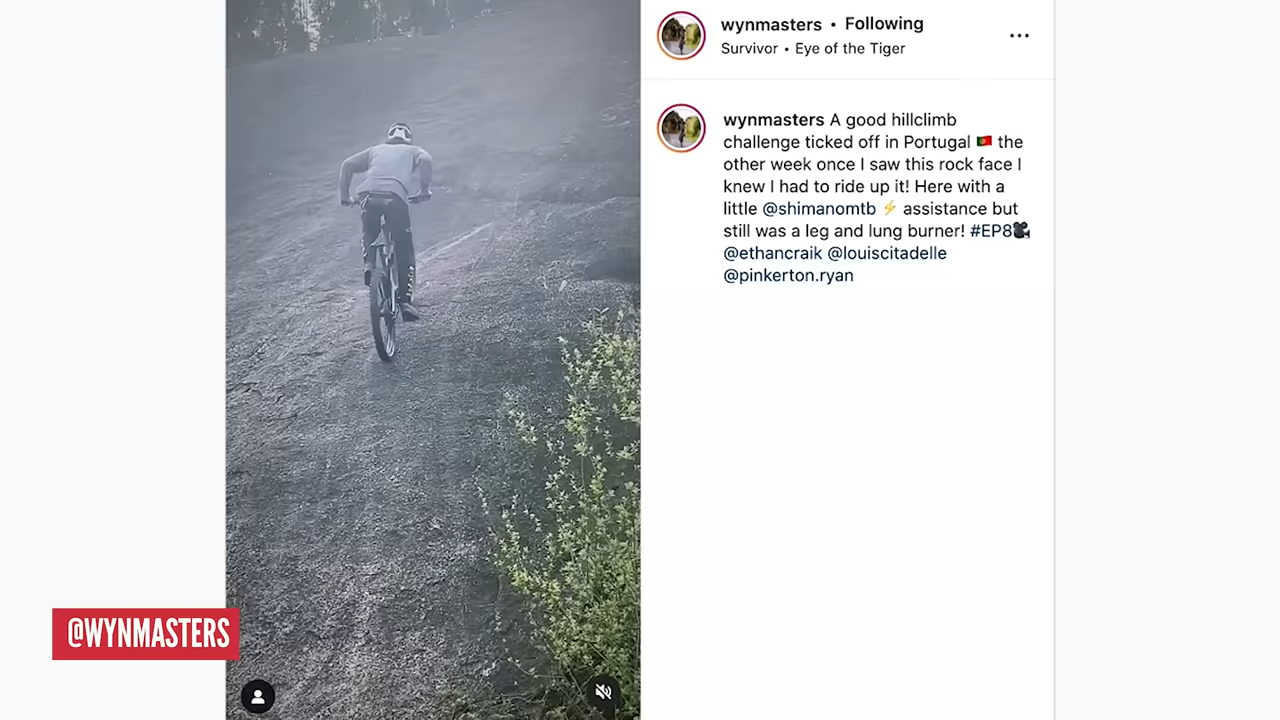 wynmasters • Following
Survivor • Eye of the Tiger
wynmasters A good hillclimb
challenge ticked off in Portugal 🇵🇹 the
other week once I saw this rock face I
knew I had to ride up it! Here with a
little @shimanomtb ⚡ assistance but
still was a leg and lung burner! #EP8🎥
@ethancraik @louiscitadelle
@pinkerton.ryan
@WYNMASTERS